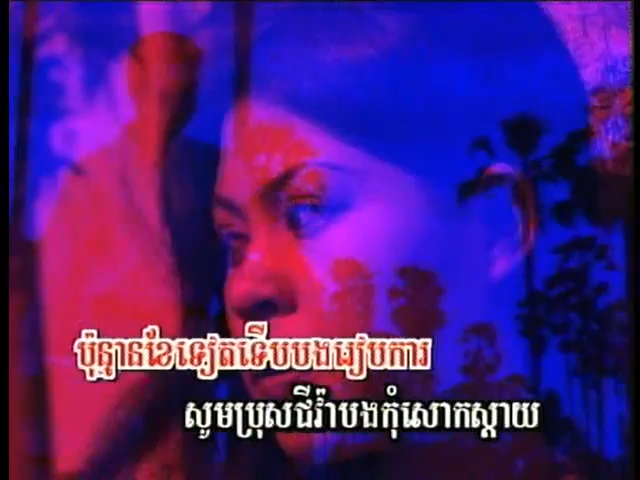 ប៉ុន្មានខែទៀតទើបបងរៀបការ
សូមប្រុសជីវ៉ាបងកុំសោកស្ដាយ